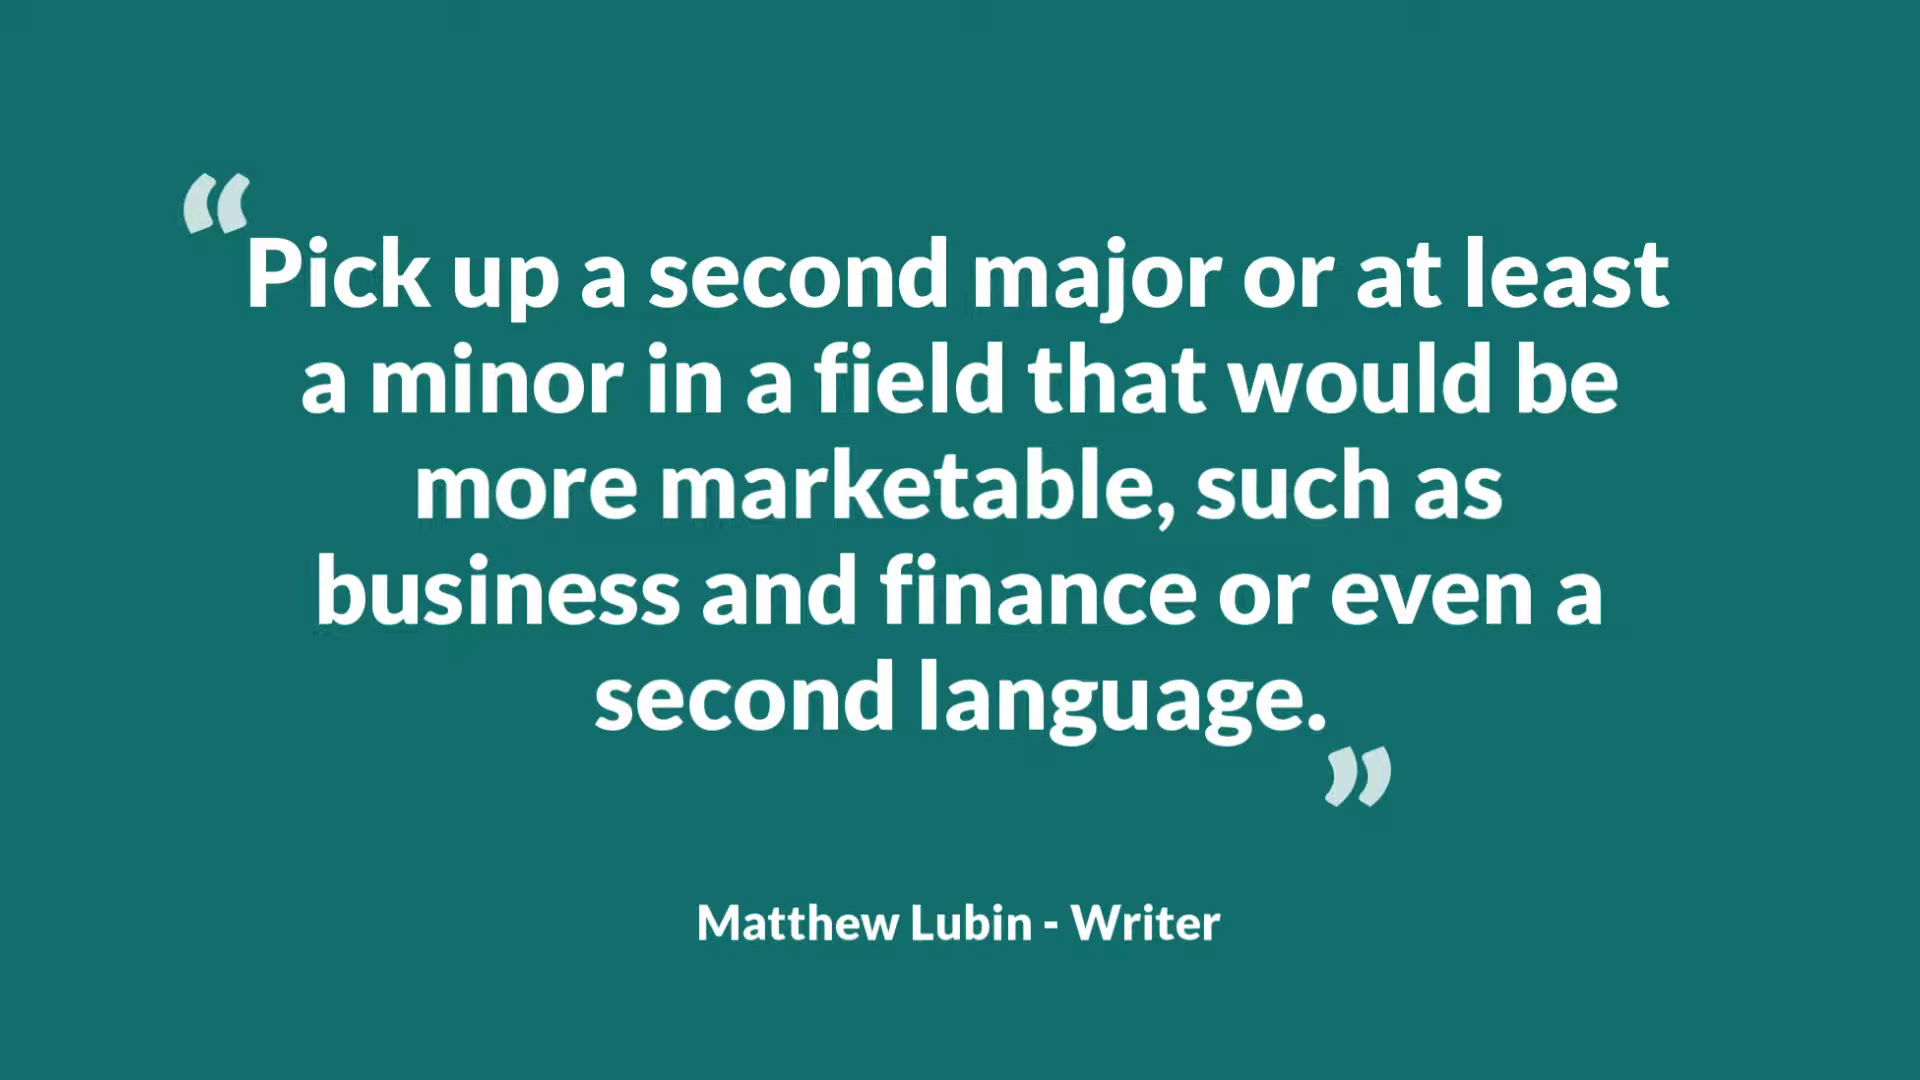 “Pick up a second major or at least
a minor in a field that would be
more marketable, such as
business and finance or even a
second language.”
Matthew Lubin - Writer